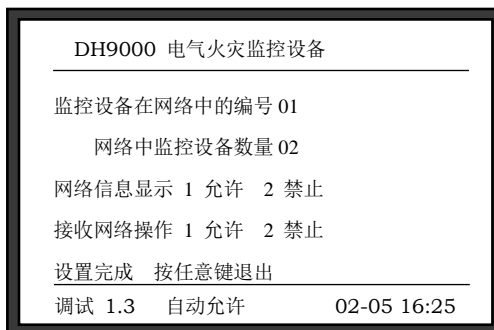 DH9000 电气火灾监控设备
监控设备在网络中的编号 01
网络中监控设备数量 02
网络信息显示 1 允许 2 禁止
接收网络操作 1 允许 2 禁止
设置完成 按任意键退出
调试 1.3 自动允许 02-05 16:25